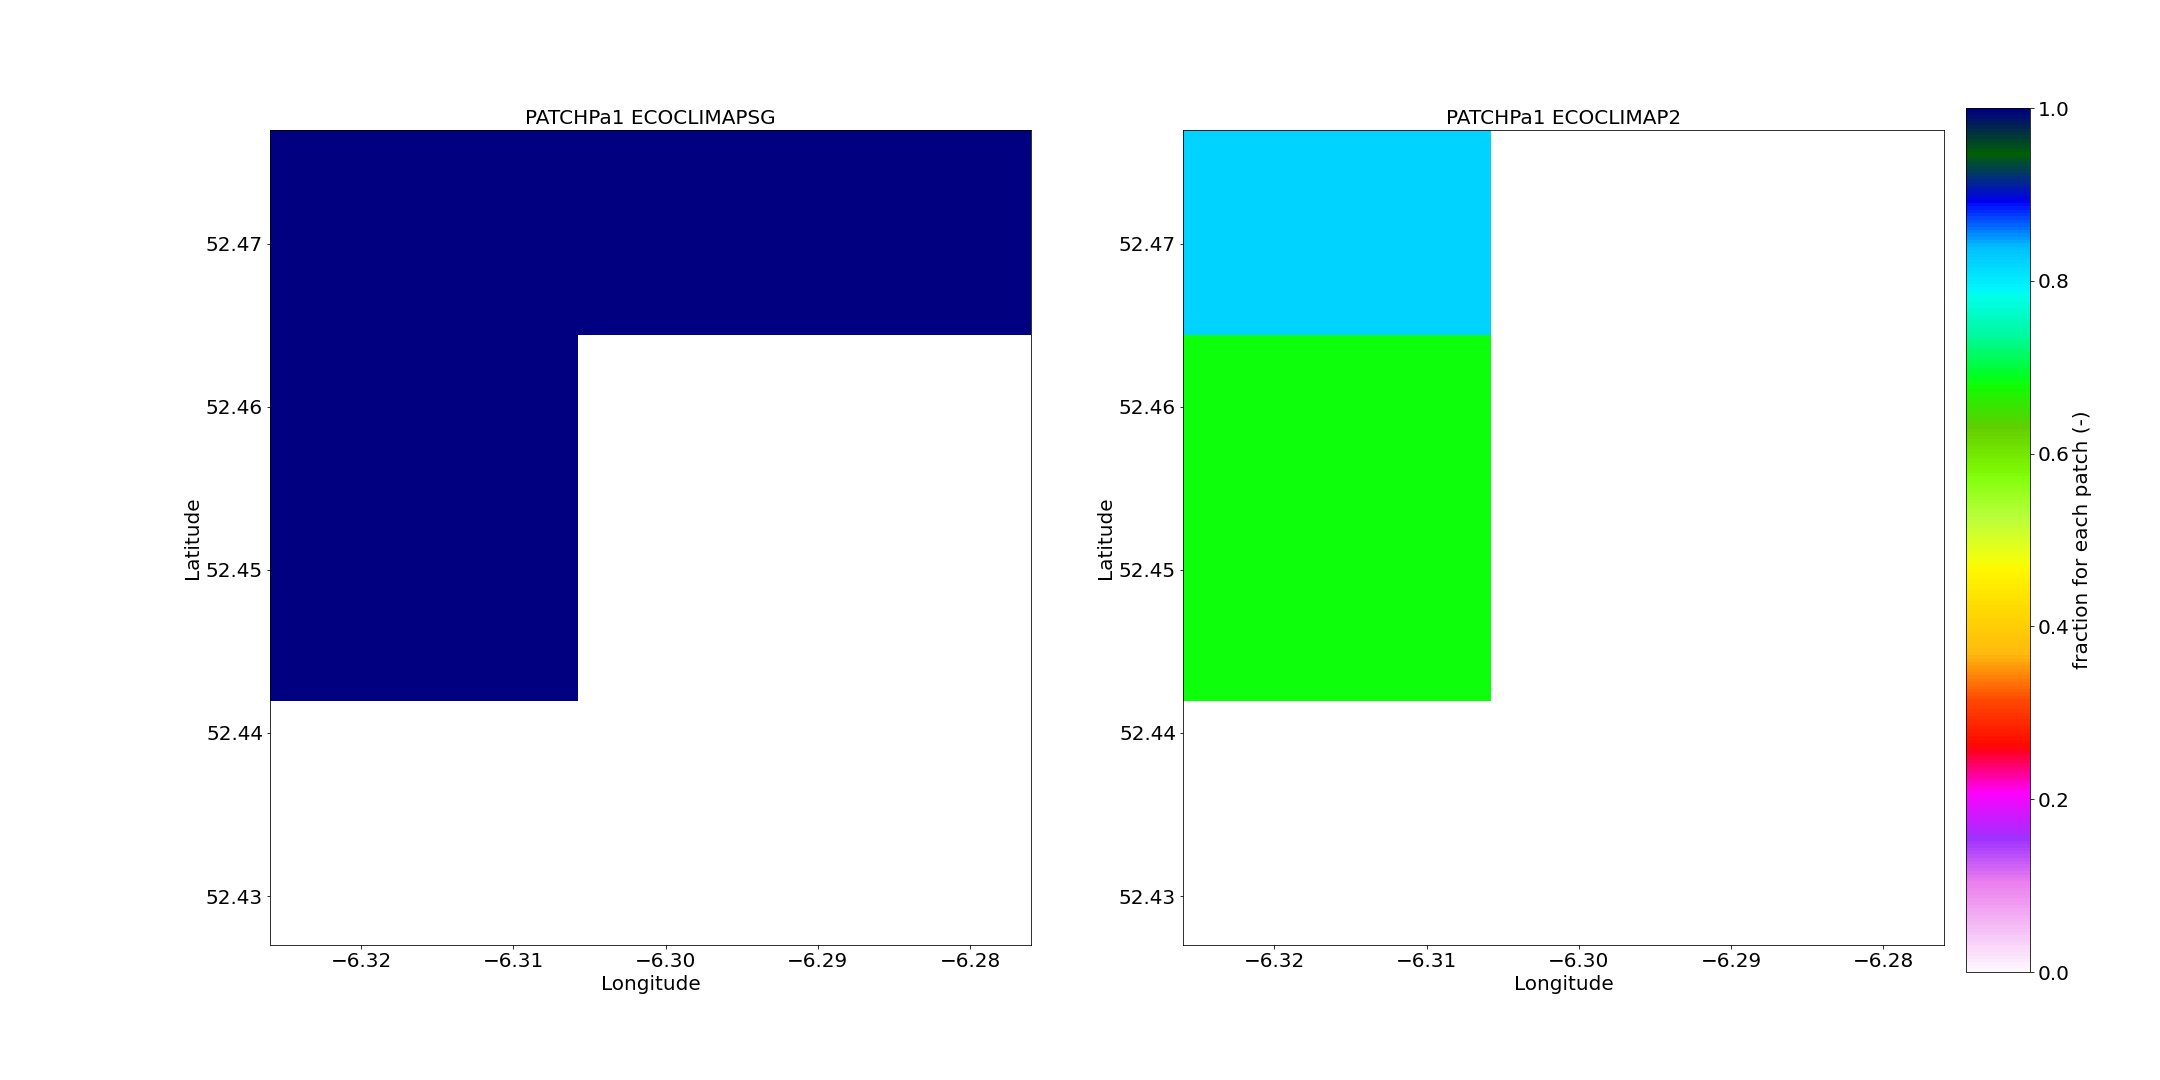 PATCHPa1 ECOCLIMAPSG
52.47
52.46
52.45
52.44
52.43
Latitude
−6.32 −6.31 −6.30 −6.29 −6.28
Longitude
PATCHPa1 ECOCLIMAP2
52.47
52.46
52.45
52.44
52.43
Latitude
−6.32 −6.31 −6.30 −6.29 −6.28
Longitude
1.0
0.8
0.6
0.4
0.2
0.0
fraction for each patch (-)